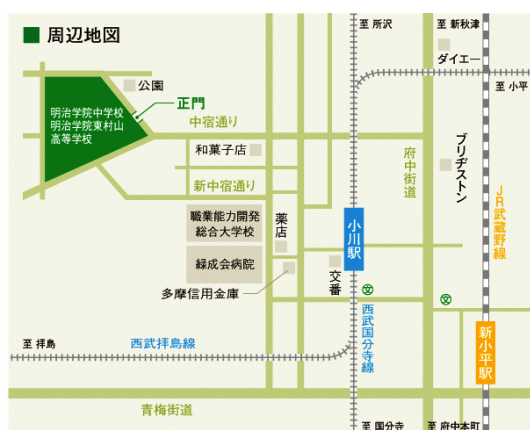 周辺地図
至 所沢
至 新秋津
ダイエー
至 小平
公園
正門
明治学院中学校
明治学院東村山
高等学校
中宿通り
和菓子店
府中街道
ブリヂストン
JR武蔵野線
新中宿通り
職業能力開発
総合大学校
薬店
小川駅
緑成会病院
交番
多摩信用金庫
文
文
至 拝島
西武拝島線
西武国分寺線
新小平駅
青梅街道
至 国分寺
至 府中本町